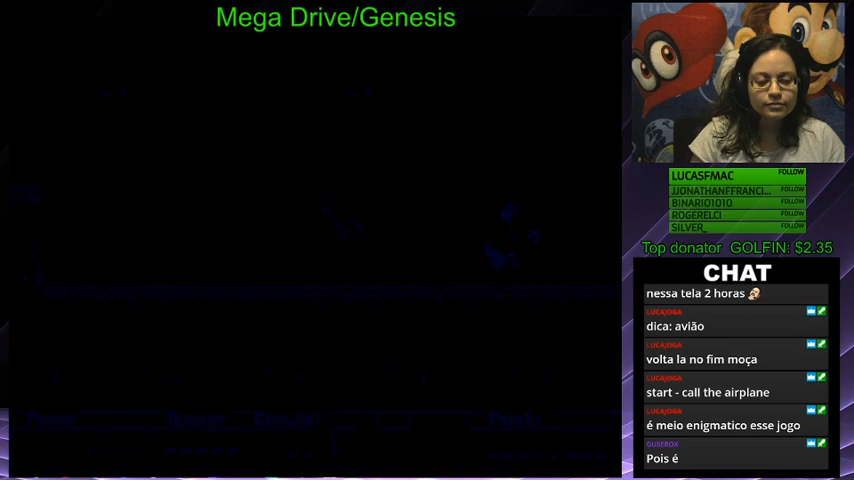 Mega Drive/Genesis
LUCASFMAC FOLLOW
JJONATHANFFRANCI... FOLLOW
BINARIO1010 FOLLOW
ROGERELCI FOLLOW
SILVER_ FOLLOW
Top donator GOLFIN: $2.35
CHAT
nessa tela 2 horas
LUCAJOGA
dica: avião
LUCAJOGA
volta la no fim moça
LUCAJOGA
start - call the airplane
LUCAJOGA
é meio enigmatico esse jogo
GUSEROX
Pois é